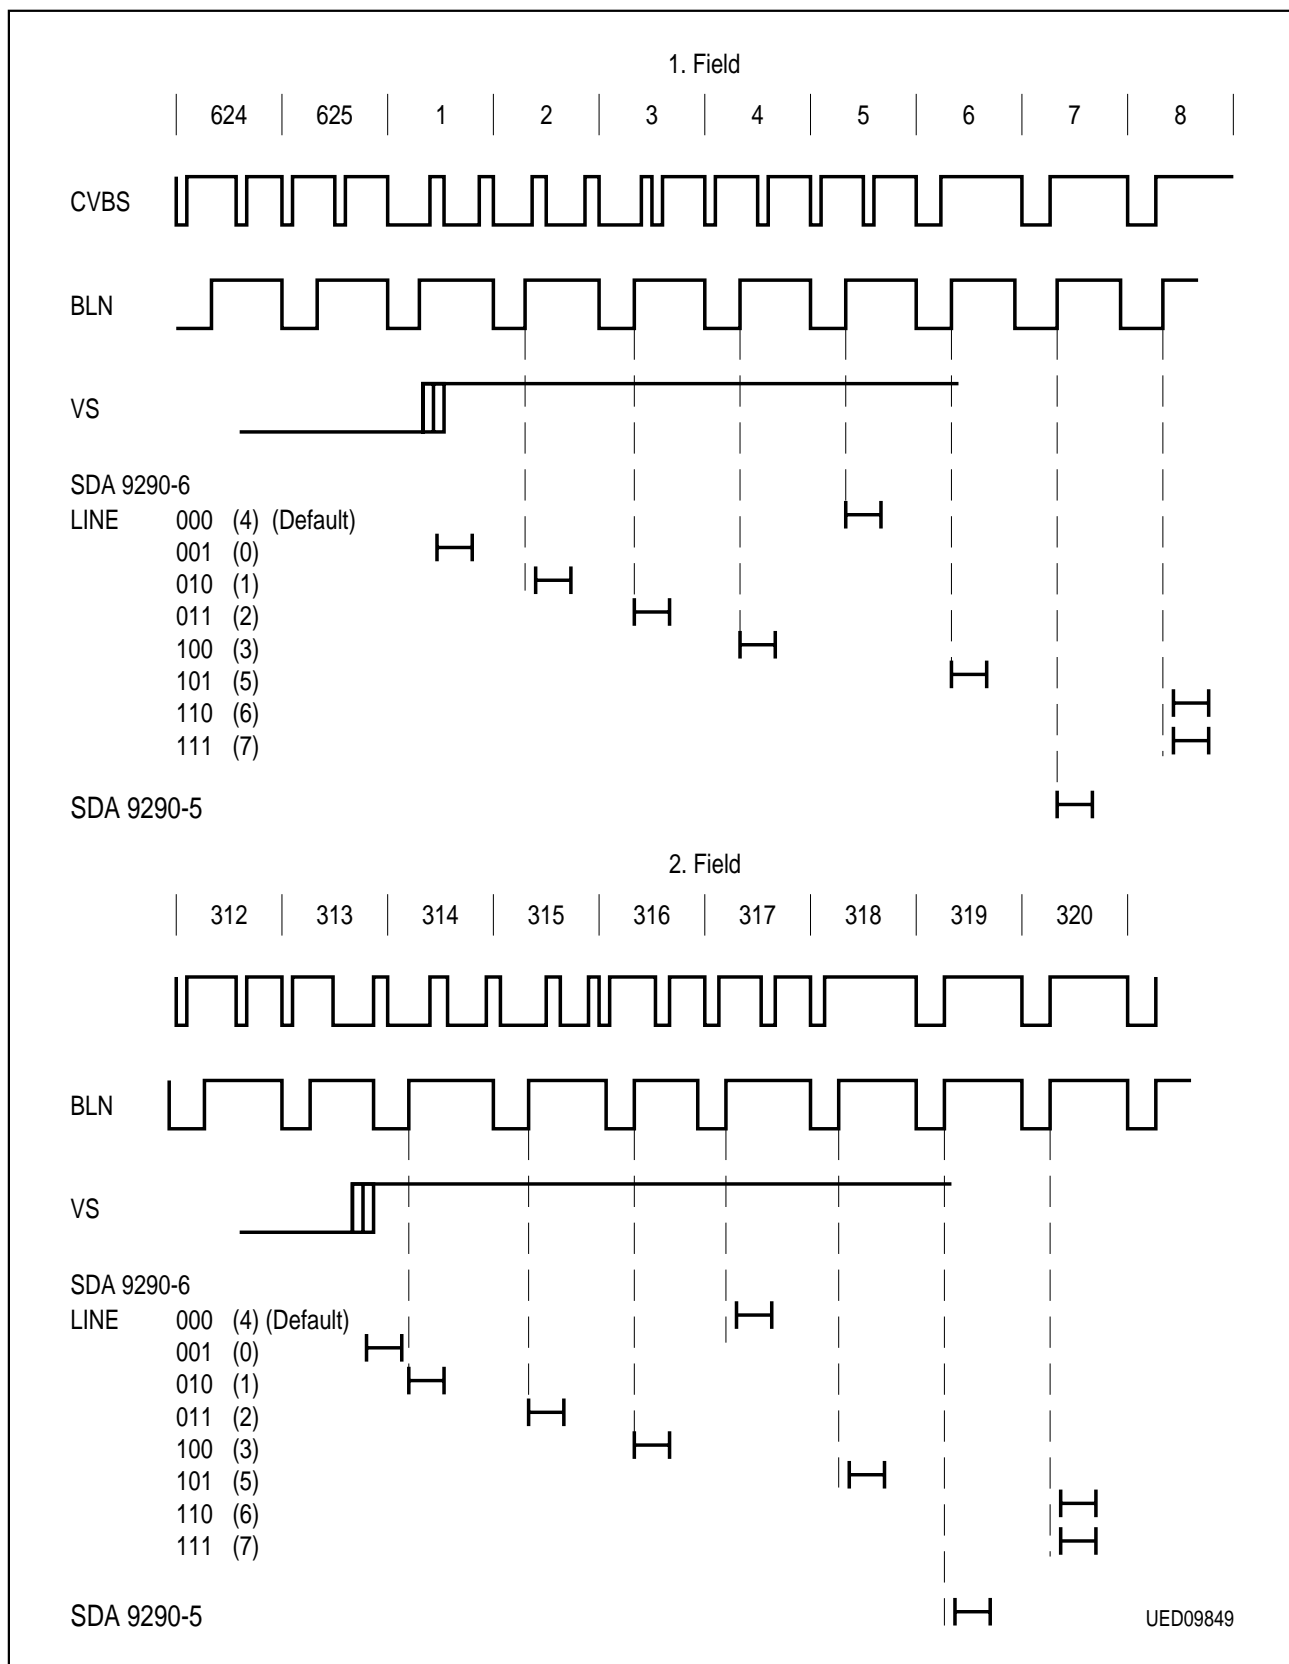 1. Field
624 625 1 2 3 4 5 6 7 8
CVBS
BLN
VS
SDA 9290-6
LINE 000 (4) (Default)
001 (0)
010 (1)
011 (2)
100 (3)
101 (5)
110 (6)
111 (7)
SDA 9290-5
2. Field
312 313 314 315 316 317 318 319 320
BLN
VS
SDA 9290-6
LINE 000 (4) (Default)
001 (0)
010 (1)
011 (2)
100 (3)
101 (5)
110 (6)
111 (7)
SDA 9290-5
UED09849